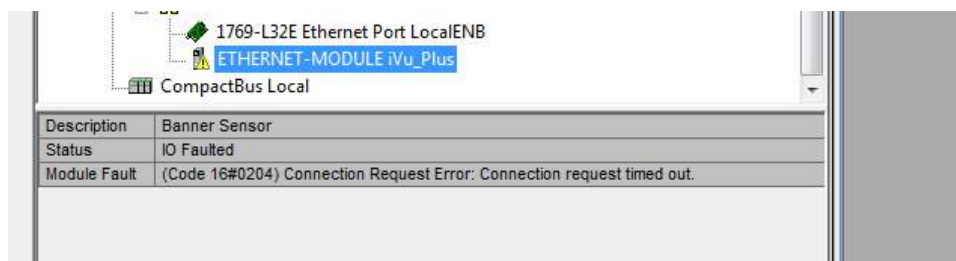 1769-L32E Ethernet Port LocalENB
ETHERNET-MODULE iVu_Plus
CompactBus Local
Description Banner Sensor
Status IO Faulted
Module Fault (Code 16#0204) Connection Request Error: Connection request timed out.